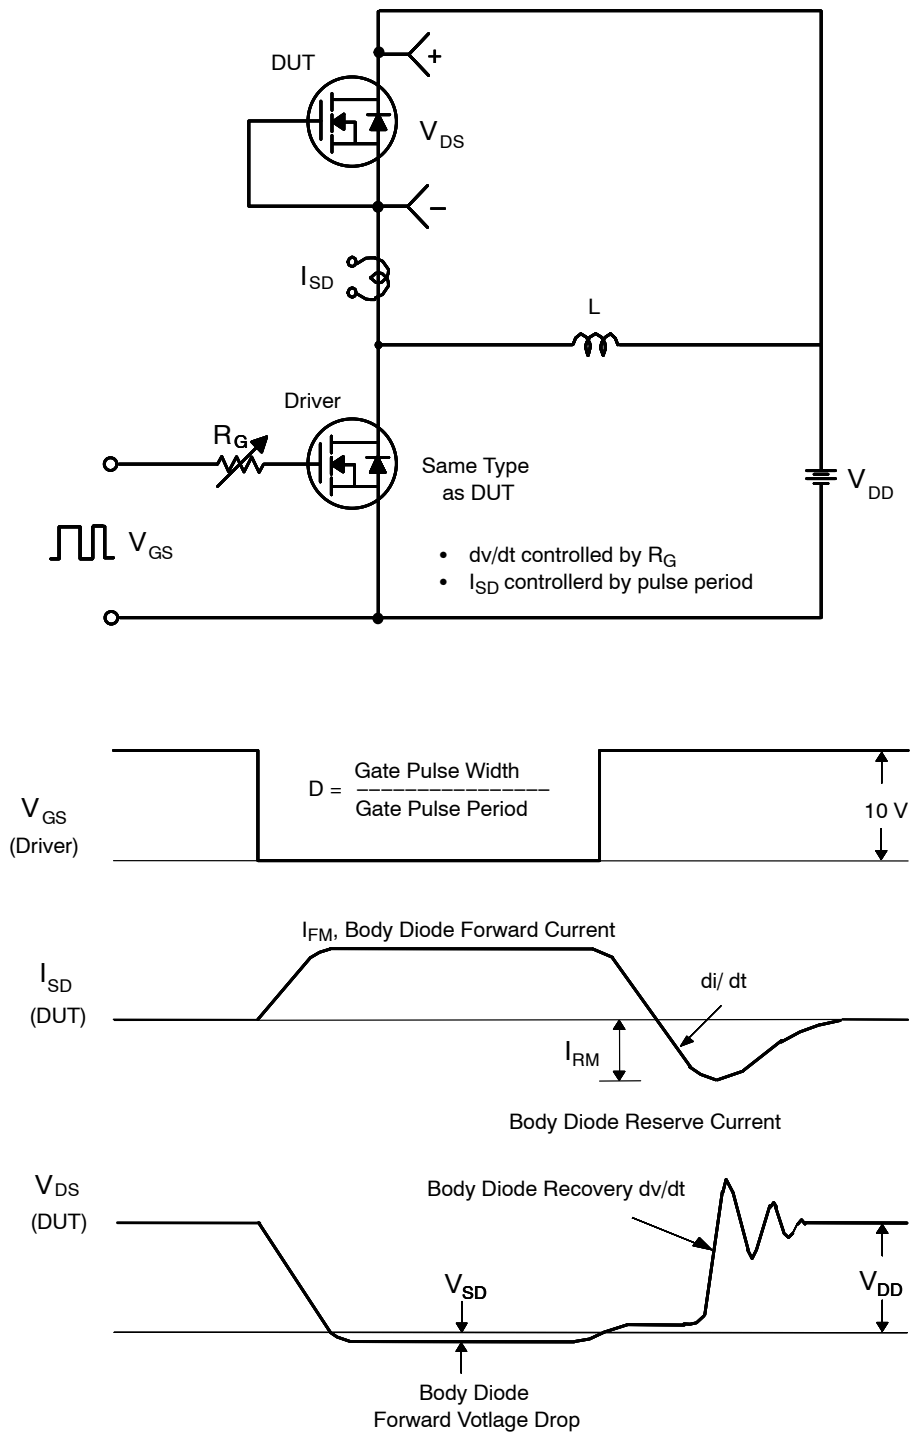 DUT
+
V DS
−
I SD
L
Driver
R G
Same Type
as DUT
V DD
V GS
• dv/dt controlled by R G
• I SD controllerd by pulse period
V GS
(Driver)
D = Gate Pulse Width
––––––––––––––––
Gate Pulse Period
10 V
I FM, Body Diode Forward Current
I SD
(DUT)
di/ dt
I RM
Body Diode Reserve Current
V DS
(DUT)
Body Diode Recovery dv/dt
V SD
V DD
Body Diode
Forward Votlage Drop